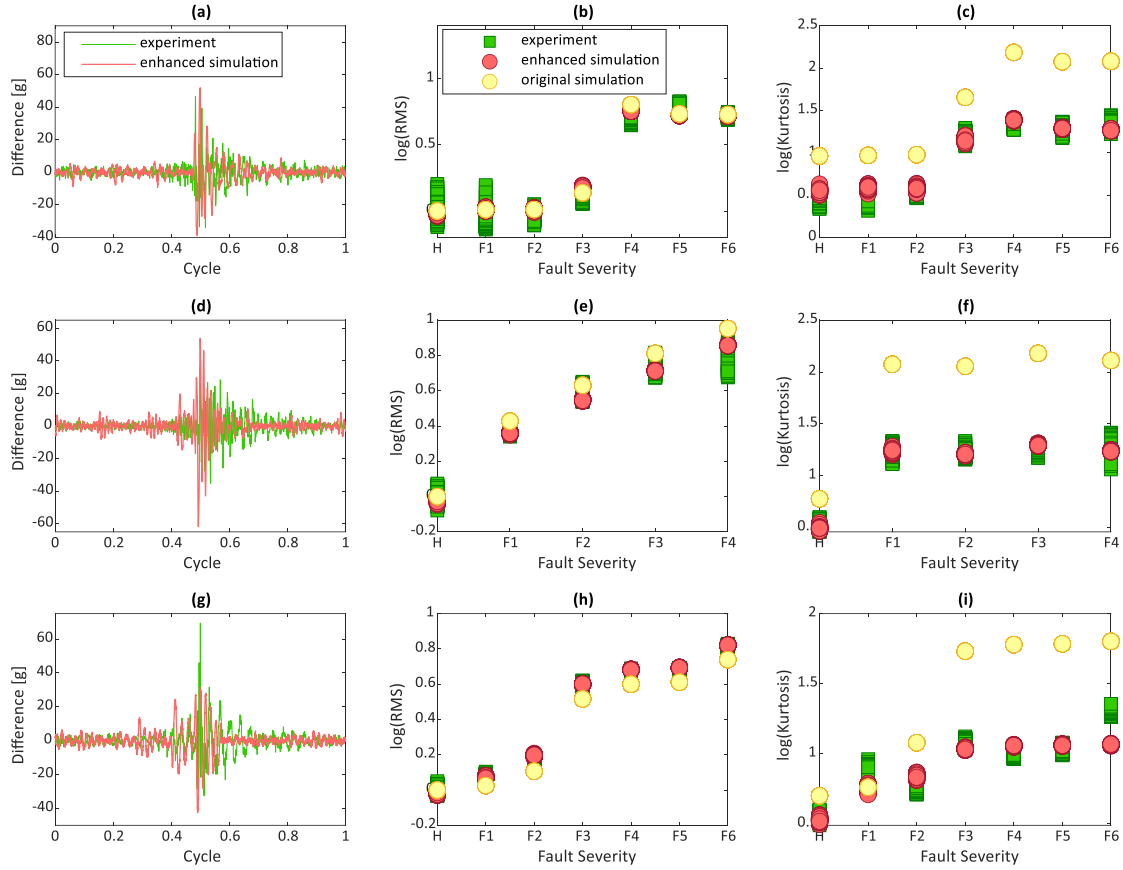 (a)
Difference [g]
80
60
40
20
0
-20
-40
experiment
enhanced simulation
0
0.2
0.4
0.6
0.8
1
Cycle
(b)
log(RMS)
1
0.5
experiment
enhanced simulation
original simulation
H
F1
F2
F3
F4
F5
F6
Fault Severity
(c)
log(Kurtosis)
2.5
2
1.5
1
0.5
0
H
F1
F2
F3
F4
F5
F6
Fault Severity
(d)
Difference [g]
60
40
20
0
-20
-40
-60
0
0.2
0.4
0.6
0.8
1
Cycle
(e)
log(RMS)
1
0.8
0.6
0.4
0.2
-0.2
H
F1
F2
F3
F4
Fault Severity
(f)
log(Kurtosis)
2.5
2
1.5
1
H
F1
F2
F3
F4
Fault Severity
(g)
Difference [g]
60
40
20
0
-20
-40
0
0.2
0.4
0.6
0.8
1
Cycle
(h)
log(RMS)
1
0.8
0.6
0.4
0.2
-0.2
H
F1
F2
F3
F4
F5
F6
Fault Severity
(i)
log(Kurtosis)
2
1.5
1
H
F1
F2
F3
F4
F5
F6
Fault Severity